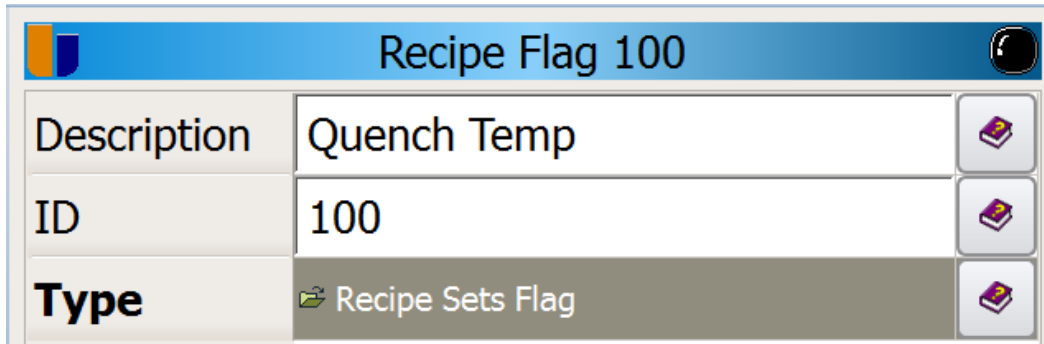 Recipe Flag 100
Description Quench Temp
ID 100
Type Recipe Sets Flag